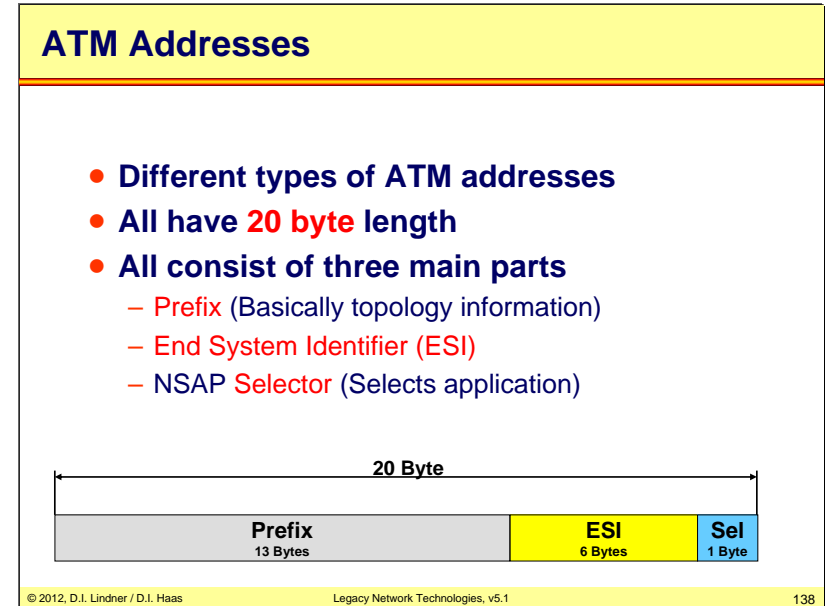 ATM Addresses
• Different types of ATM addresses
• All have 20 byte length
• All consist of three main parts
– Prefix (Basically topology information)
– End System Identifier (ESI)
– NSAP Selector (Selects application)
20 Byte
Prefix ESI Sel
13 Bytes 6 Bytes 1 Byte
© 2012, D.I. Lindner / D.I. Haas Legacy Network Technologies, v5.1 138